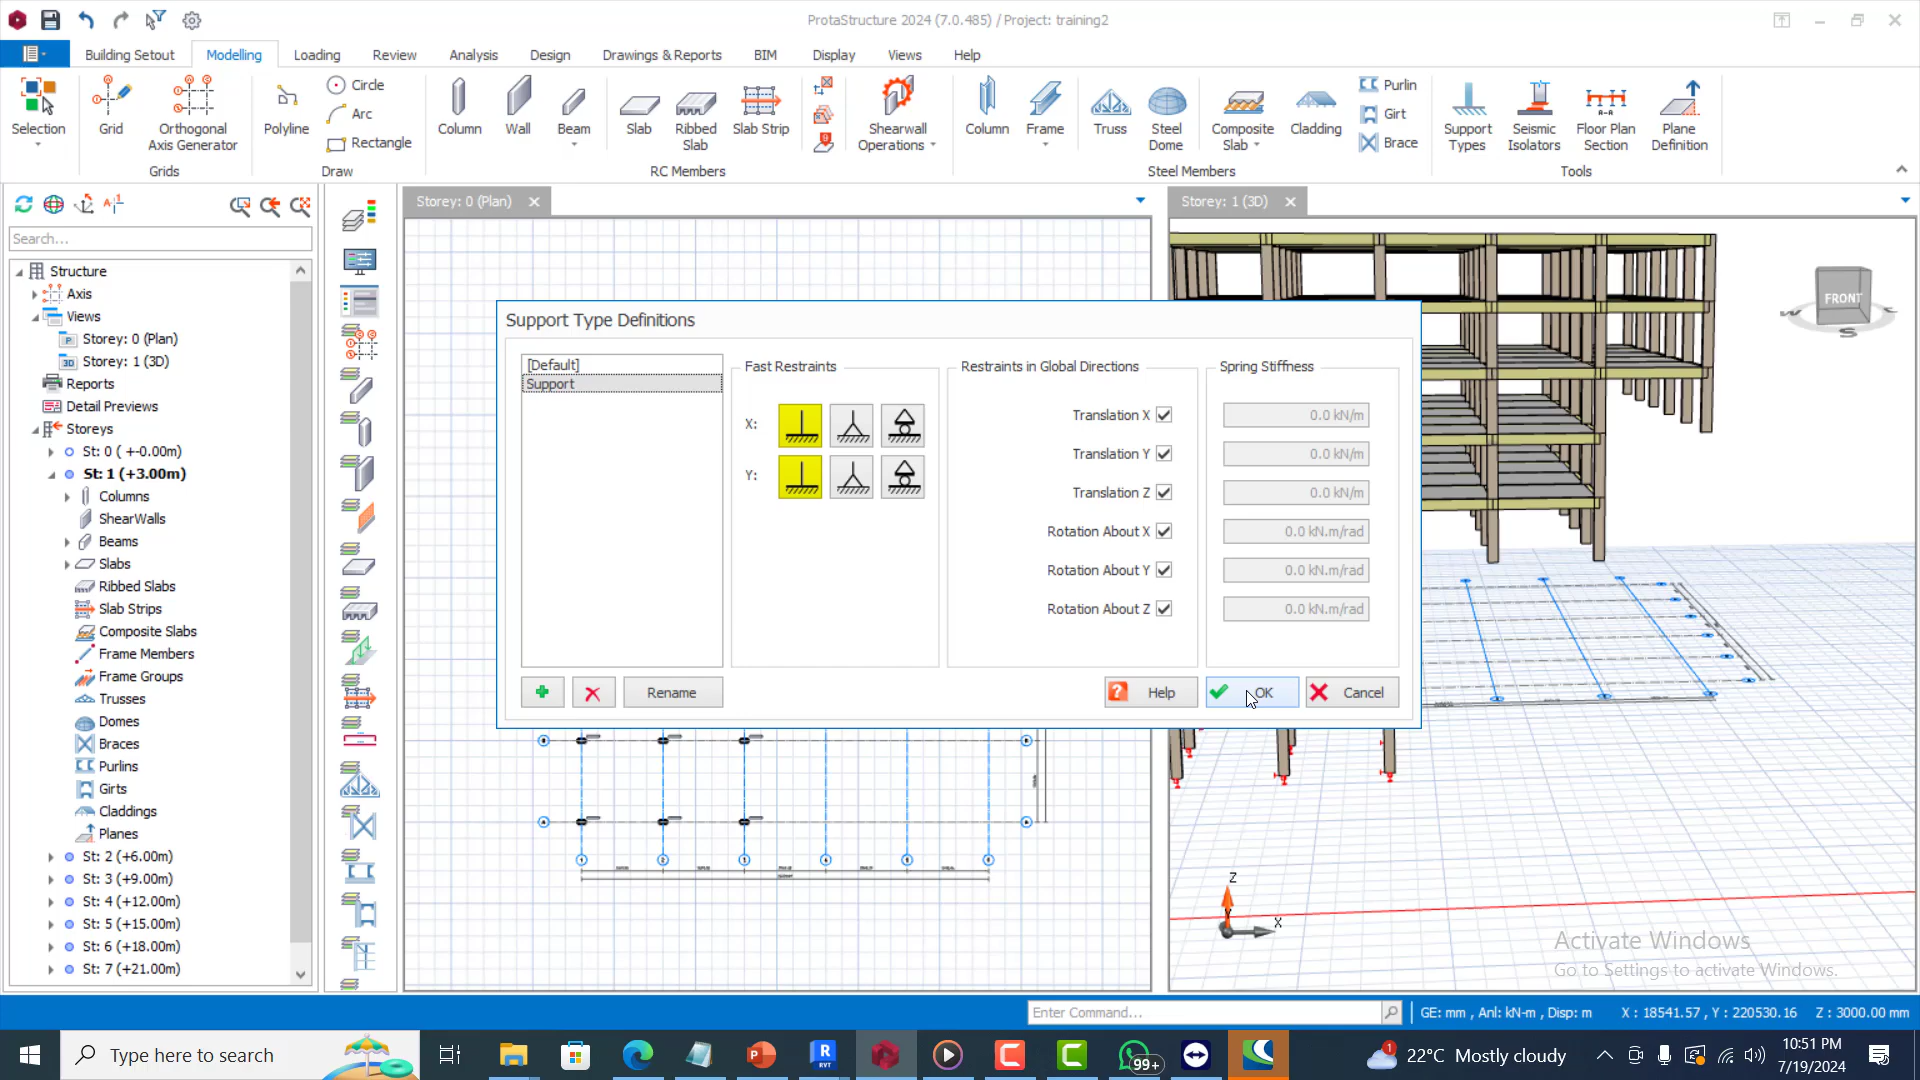 ProtaStructure 2024 (7.0.485) / Project: training2
Building Setout
Modelling
Loading
Review
Analysis
Design
Drawings & Reports
BIM
Display
Views
Help
Selection
Grid
Orthogonal
Axis Generator
Grids
Polyline
Circle
Arc
Rectangle
Draw
Column
Wall
Beam
Slab
Ribbed
Slab
Slab Strip
Shearwall
Operations
RC Members
Column
Frame
Truss
Steel
Dome
Composite
Slab
Cladding
Purlin
Girt
Brace
Steel Members
Support
Types
Seismic
Isolators
Floor Plan
Section
Plane
Definition
Tools
Search...
Structure
Axis
Views
Storey: 0 (Plan)
Storey: 1 (3D)
Reports
Detail Previews
Storeys
St: 0 ( +-0.00m)
St: 1 (+3.00m)
Columns
ShearWalls
Beams
Slabs
Ribbed Slabs
Slab Strips
Composite Slabs
Frame Members
Frame Groups
Trusses
Domes
Braces
Purlins
Girts
Claddings
Planes
St: 2 (+6.00m)
St: 3 (+9.00m)
St: 4 (+12.00m)
St: 5 (+15.00m)
St: 6 (+18.00m)
St: 7 (+21.00m)
Storey: 0 (Plan)
Storey: 1 (3D)
FRONT
W
S
Support Type Definitions
[Default]
Support
Fast Restraints
X:
Y:
Restraints in Global Directions
Translation X
Translation Y
Translation Z
Rotation About X
Rotation About Y
Rotation About Z
Spring Stiffness
0.0 kN/m
0.0 kN/m
0.0 kN/m
0.0 kN.m/rad
0.0 kN.m/rad
0.0 kN.m/rad
Rename
Help
OK
Cancel
Z
X
Activate Windows
Go to Settings to activate Windows.
Enter Command...
GE: mm , Anl: kN-m , Disp: m
X : 18541.57 , Y : 220530.16
Z : 3000.00 mm
Type here to search
99+
22°C Mostly cloudy
10:51 PM
7/19/2024